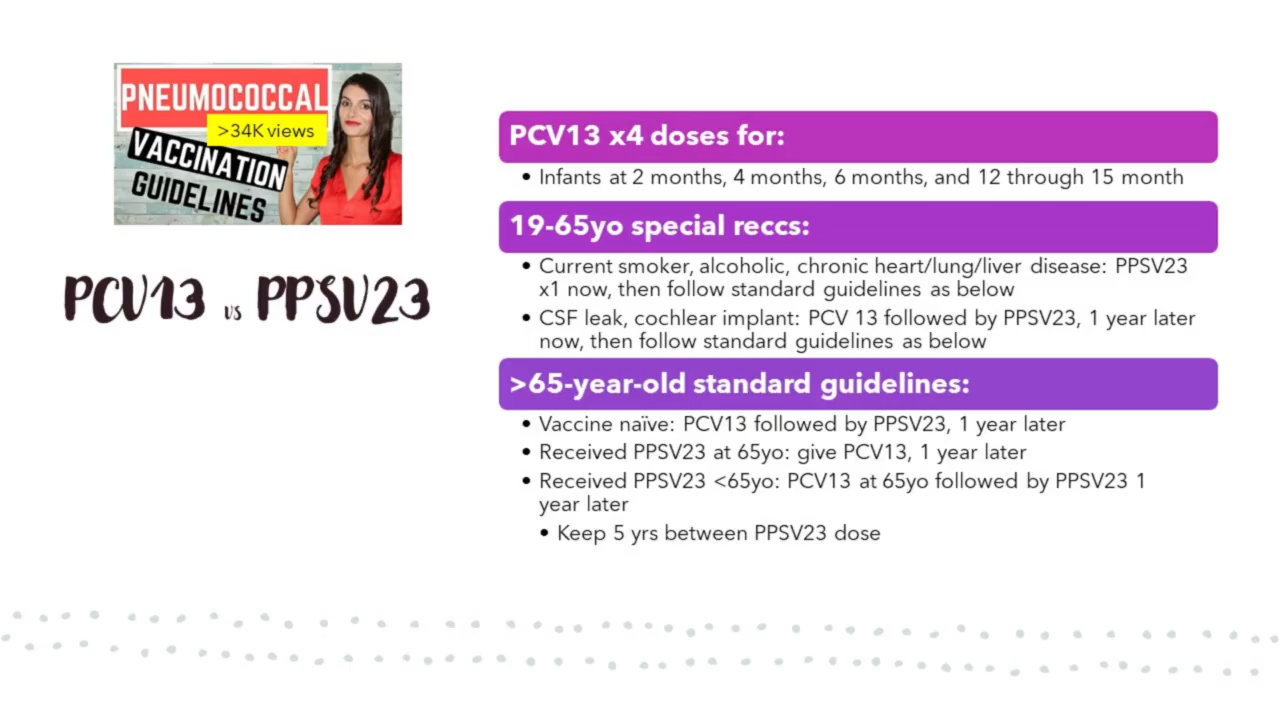 PNEUMOCOCCAL
>34K views
VACCINATION
GUIDELINES
PCV13 vs PPSV23
PCV13 x4 doses for:
• Infants at 2 months, 4 months, 6 months, and 12 through 15 month
19-65yo special reccs:
• Current smoker, alcoholic, chronic heart/lung/liver disease: PPSV23
x1 now, then follow standard guidelines as below
• CSF leak, cochlear implant: PCV 13 followed by PPSV23, 1 year later
now, then follow standard guidelines as below
>65-year-old standard guidelines:
• Vaccine naïve: PCV13 followed by PPSV23, 1 year later
• Received PPSV23 at 65yo: give PCV13, 1 year later
• Received PPSV23 <65yo: PCV13 at 65yo followed by PPSV23 1
year later
• Keep 5 yrs between PPSV23 dose